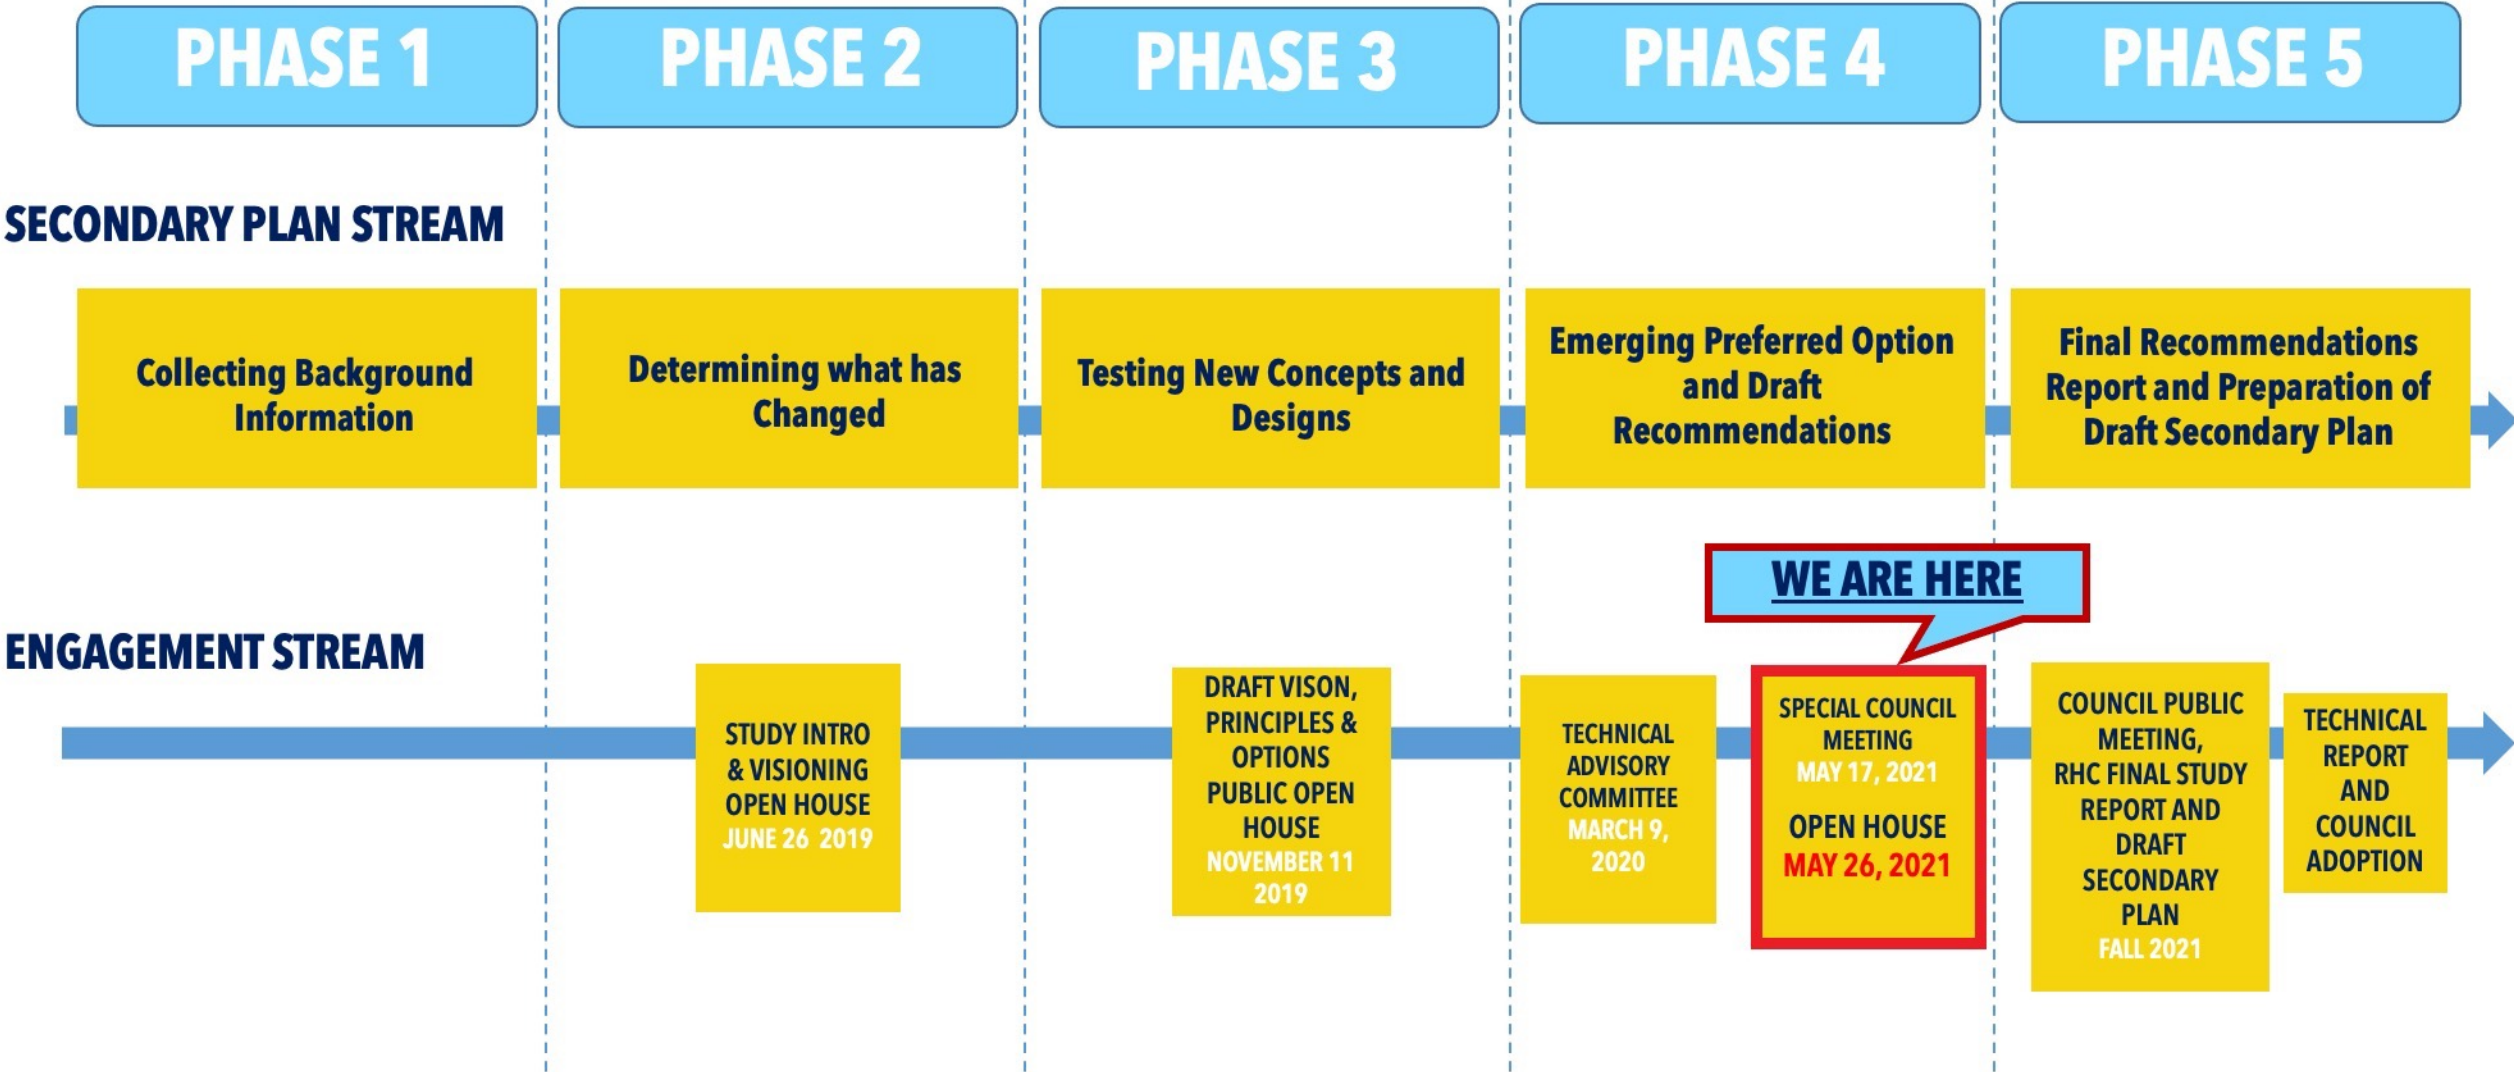 PHASE 1
PHASE 2
PHASE 3
PHASE 4
PHASE 5
SECONDARY PLAN STREAM
Collecting Background
Information
Determining what has
Changed
Testing New Concepts and
Designs
Emerging Preferred Option
and Draft
Recommendations
Final Recommendations
Report and Preparation of
Draft Secondary Plan
WE ARE HERE
ENGAGEMENT STREAM
STUDY INTRO
& VISIONING
OPEN HOUSE
JUNE 26 2019
DRAFT VISON,
PRINCIPLES &
OPTIONS
PUBLIC OPEN
HOUSE
NOVEMBER 11
2019
TECHNICAL
ADVISORY
COMMITTEE
MARCH 9,
2020
SPECIAL COUNCIL
MEETING
MAY 17, 2021
OPEN HOUSE
MAY 26, 2021
COUNCIL PUBLIC
MEETING,
RHC FINAL STUDY
REPORT AND
DRAFT
SECONDARY
PLAN
FALL 2021
TECHNICAL
REPORT
AND
COUNCIL
ADOPTION